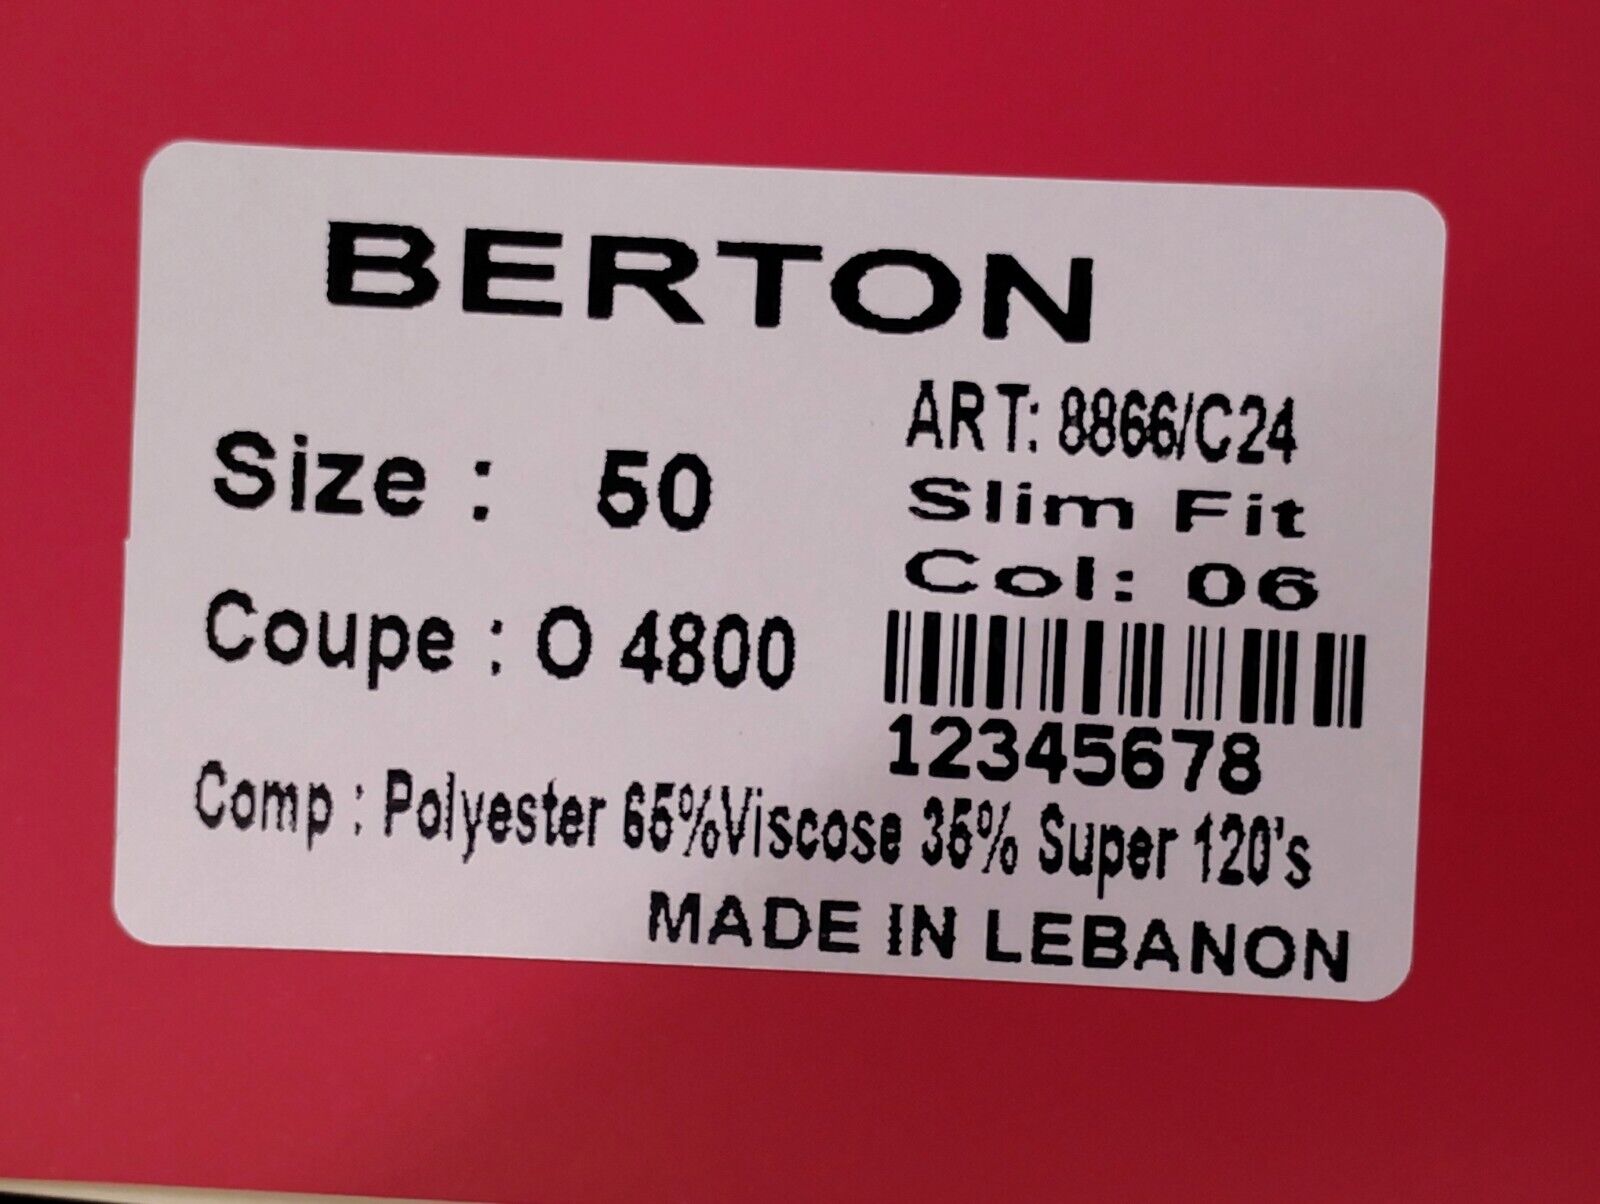 BERTON
Size : 50
ART: 8866/C24
Slim Fit
Col: 06
Coupe : O 4800
12345678
Comp : Polyester 65%Viscose 35% Super 120's
MADE IN LEBANON